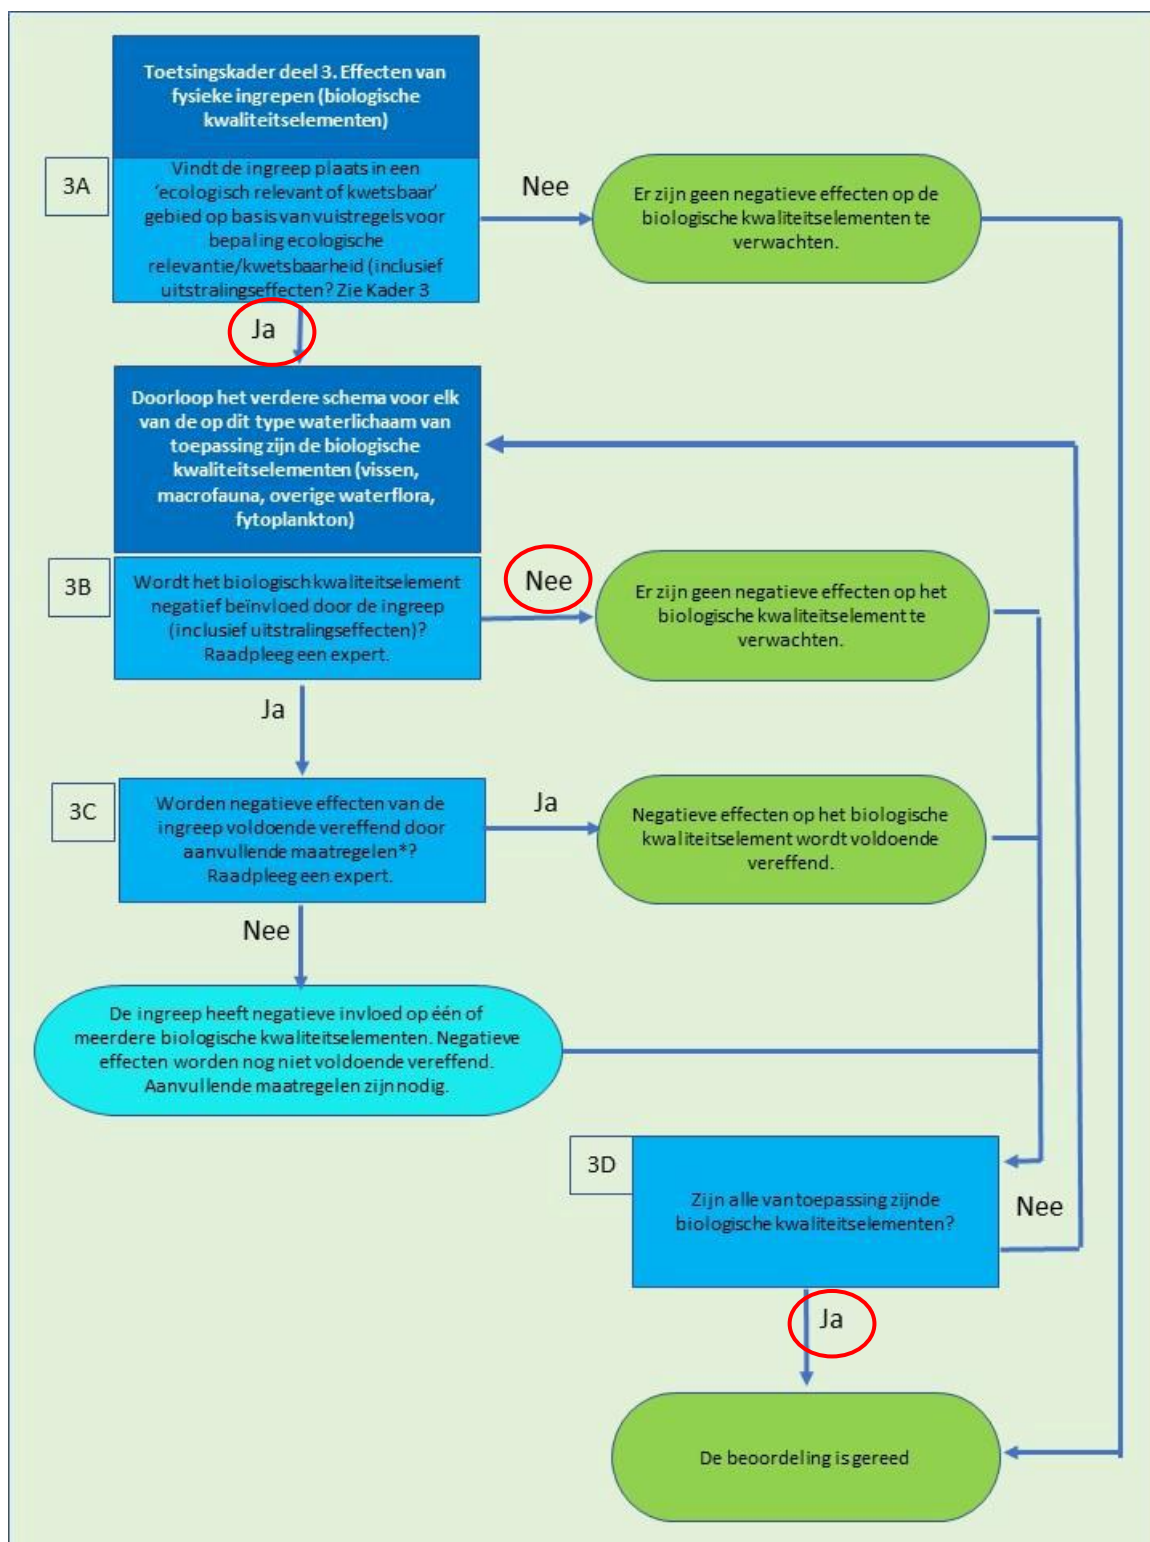 Toetsingskader deel 3. Effecten van
fysieke ingrepen (biologische
kwaliteitselementen)
3A
Vindt de ingreep plaats in een
‘ecologisch relevant of kwetsbaar’
gebied op basis van vuistregels voor
bepaling ecologische
relevantie/kwetsbaarheid (inclusief
uitstralingseffecten? Zie Kader 3
Nee
Er zijn geen negatieve effecten op de
biologische kwaliteitselementen te
verwachten.
Ja
Doorloop het verdere schema voor elk
van de op dit type waterlichaam van
toepassing zijn de biologische
kwaliteitselementen (vissen,
macrofauna, overige waterflora,
fytoplankton)
3B
Wordt het biologisch kwaliteitselement
negatief beïnvloed door de ingreep
(inclusief uitstralingseffecten)?
Raadpleeg een expert.
Nee
Er zijn geen negatieve effecten op het
biologische kwaliteitselement te
verwachten.
Ja
3C
Worden negatieve effecten van de
ingreep voldoende vereffend door
aanvullende maatregelen*?
Raadpleeg een expert.
Ja
Negatieve effecten op het biologische
kwaliteitselement wordt voldoende
vereffend.
Nee
De ingreep heeft negatieve invloed op één of
meerdere biologische kwaliteitselementen. Negatieve
effecten worden nog niet voldoende vereffend.
Aanvullende maatregelen zijn nodig.
3D
Zijn alle van toepassing zijnde
biologische kwaliteitselementen?
Nee
Ja
De beoordeling is gereed